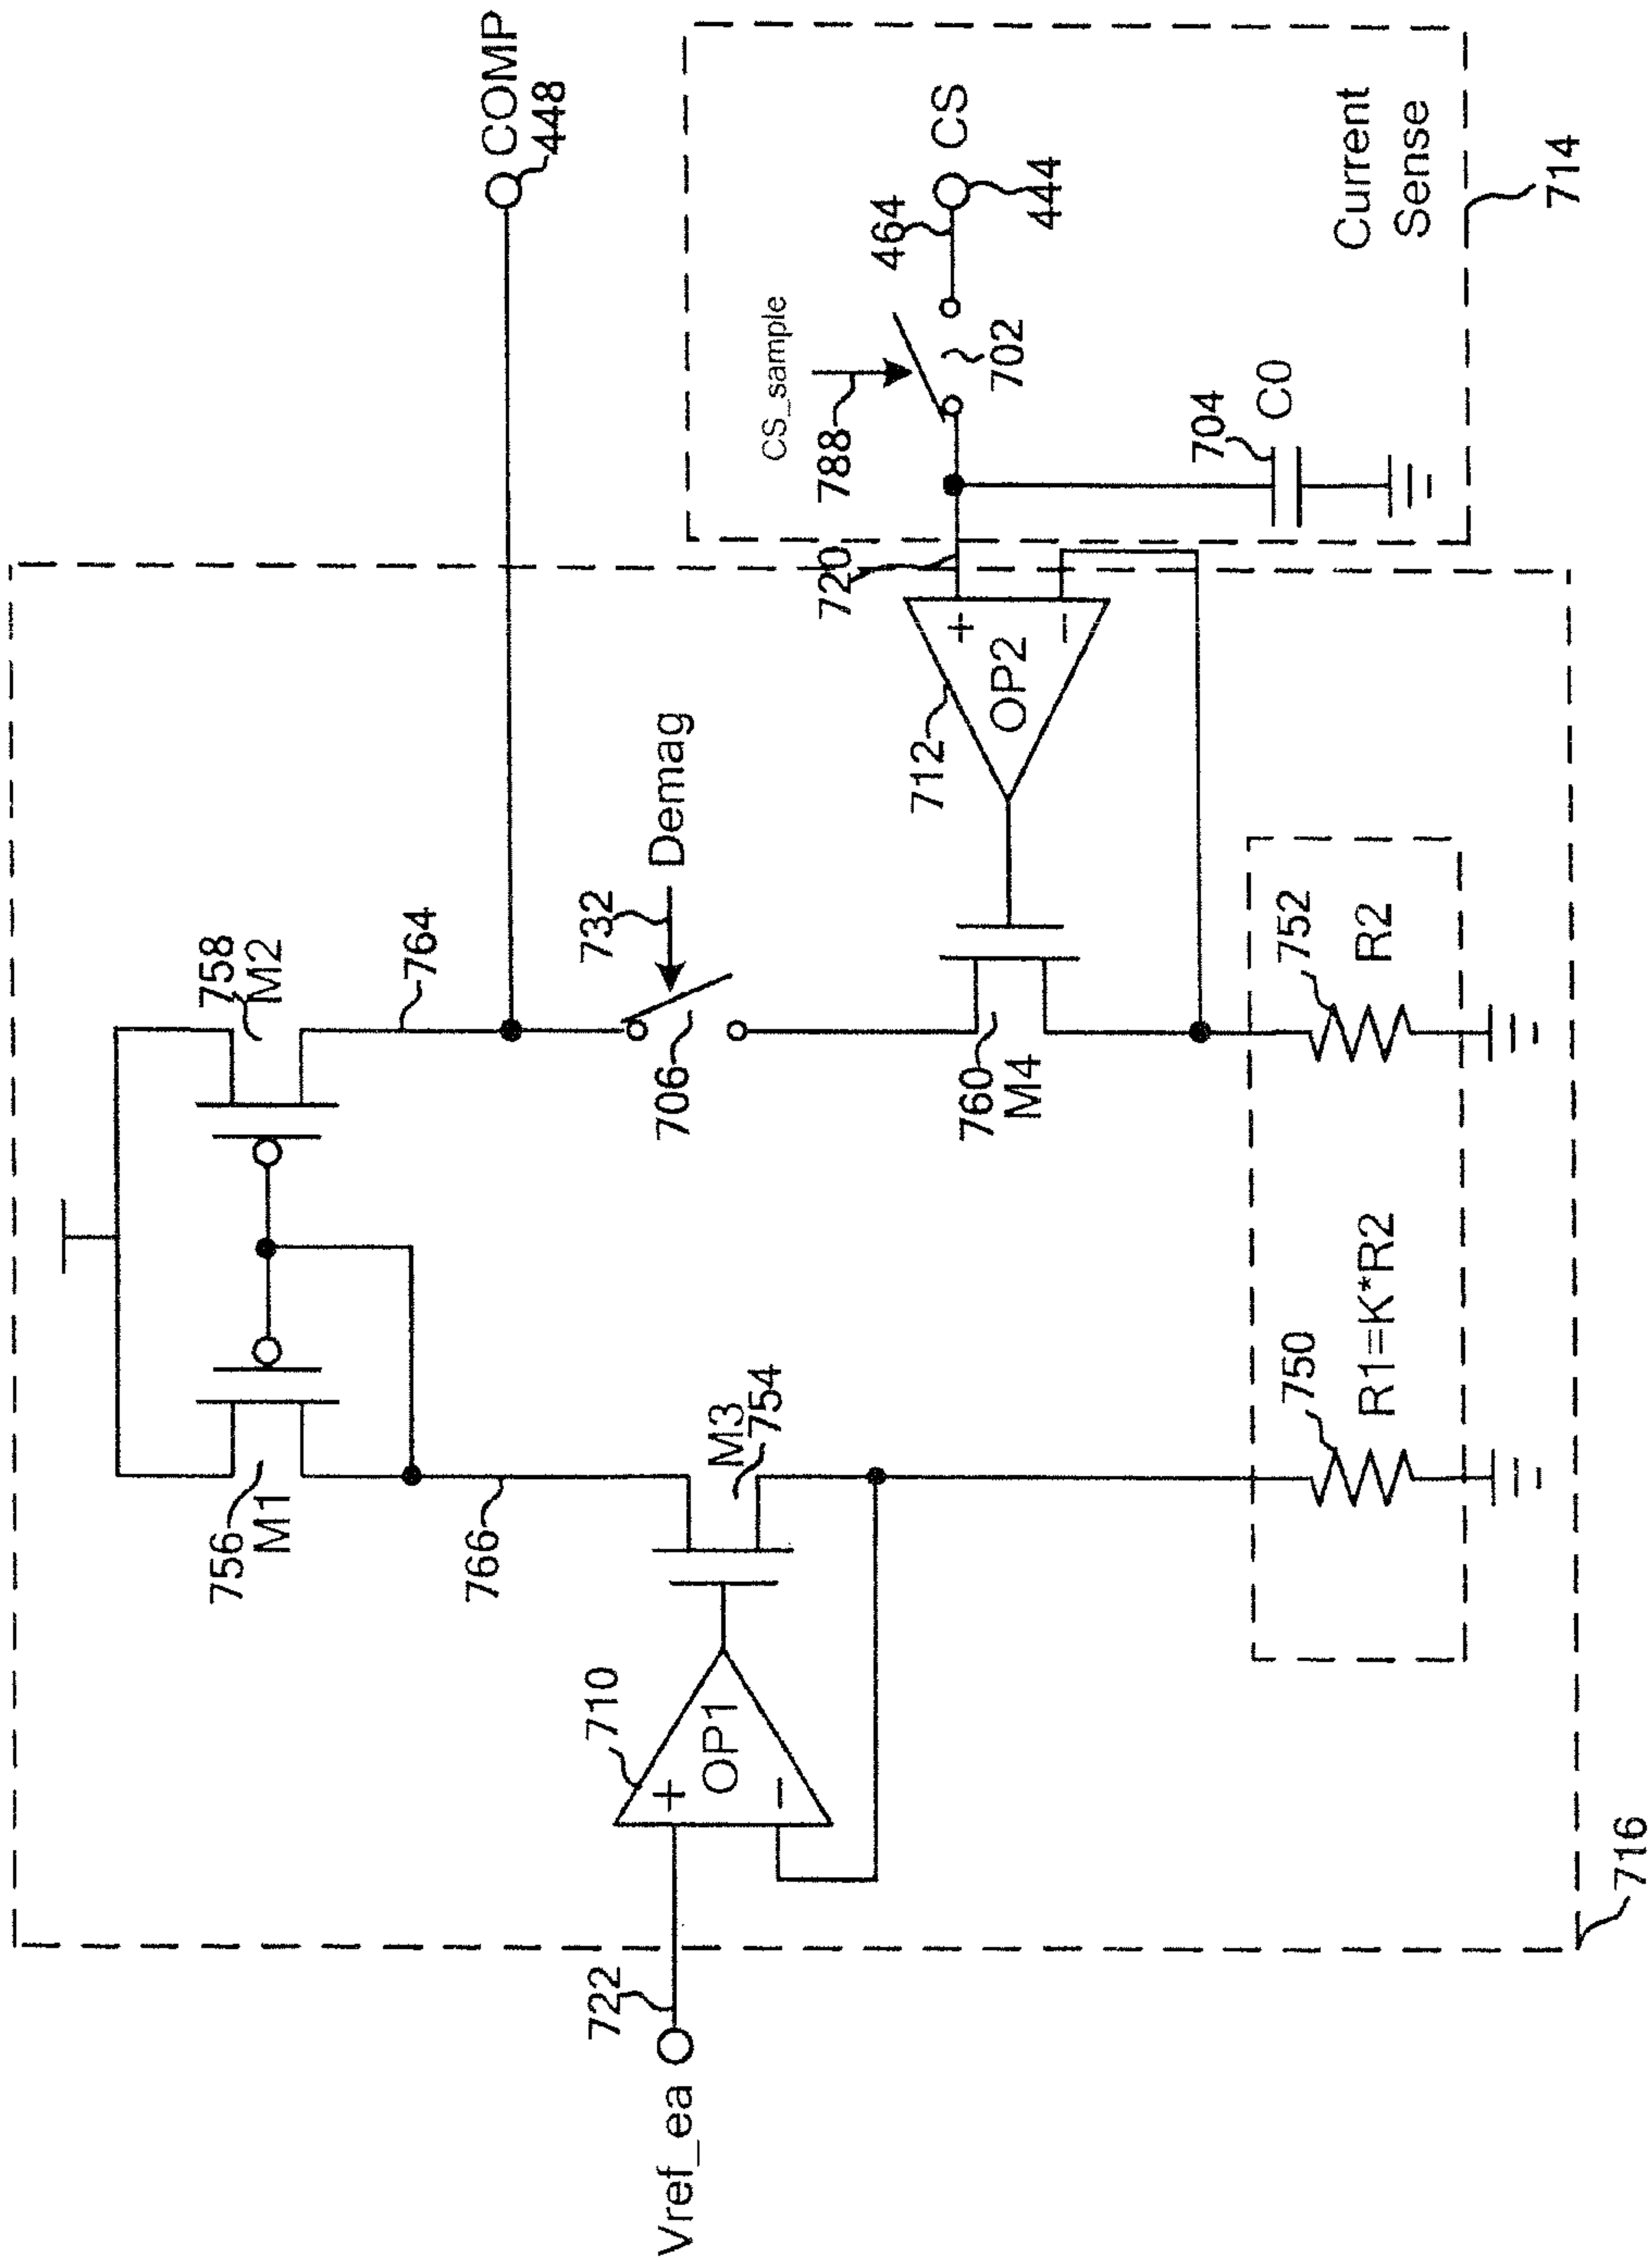 COMP
448
CS
464
444
CS_sample
788
702
704
C0
Current
Sense
714
720
+
−
OP2
712
758
M2
764
732
Demag
706
760
M4
752
R2
756
M1
766
M3
754
750
R1=K*R2
710
+
−
OP1
722
Vref_ea
716